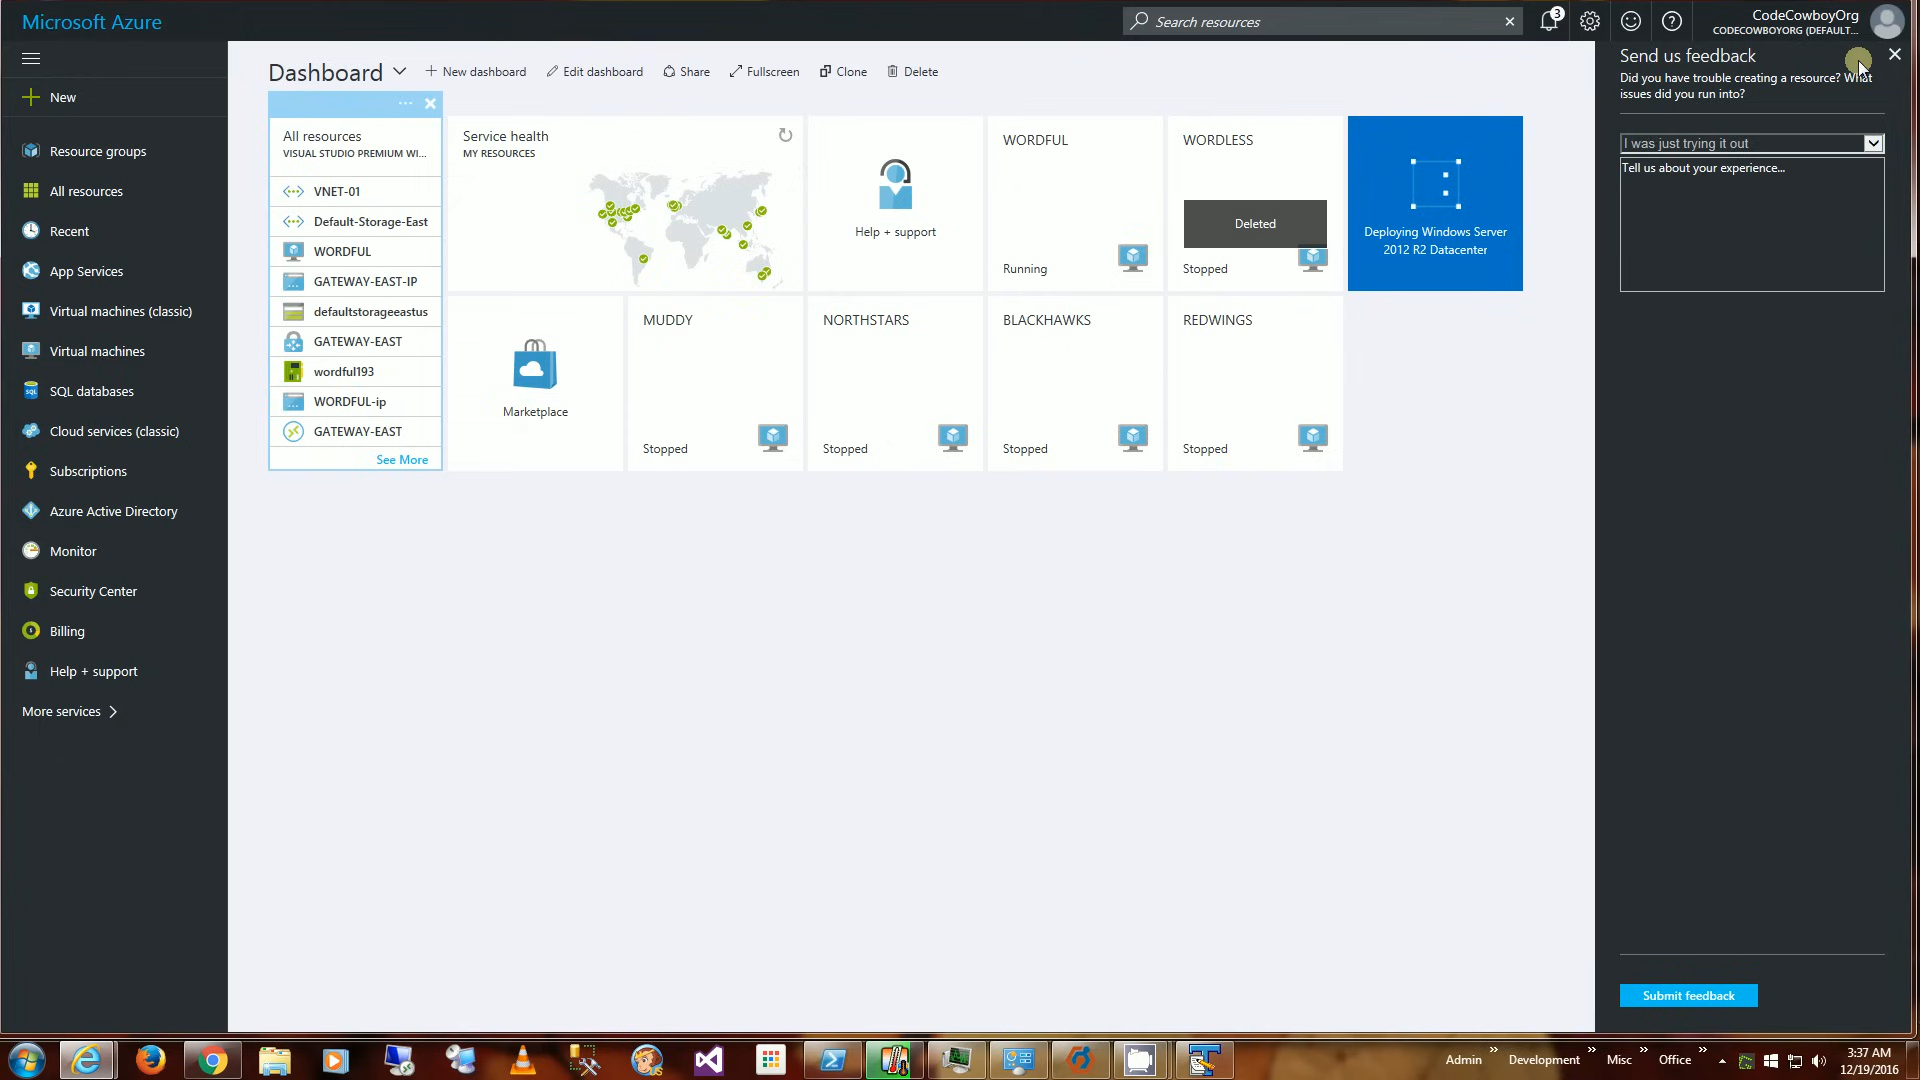 Microsoft Azure
Search resources
3
CodeCowboyOrg
CODECOWBOYORG (DEFAULT...
New
Resource groups
All resources
Recent
App Services
Virtual machines (classic)
Virtual machines
SQL databases
Cloud services (classic)
Subscriptions
Azure Active Directory
Monitor
Security Center
Billing
Help + support
More services
Dashboard
New dashboard
Edit dashboard
Share
Fullscreen
Clone
Delete
All resources
VISUAL STUDIO PREMIUM WI...
VNET-01
Default-Storage-East
WORDFUL
GATEWAY-EAST-IP
defaultstorageeastus
GATEWAY-EAST
wordful193
WORDFUL-ip
GATEWAY-EAST
See More
Service health
MY RESOURCES
Help + support
WORDFUL
Running
WORDLESS
Deleted
Stopped
Deploying Windows Server
2012 R2 Datacenter
Marketplace
MUDDY
Stopped
NORTHSTARS
Stopped
BLACKHAWKS
Stopped
REDWINGS
Stopped
Send us feedback
Did you have trouble creating a resource? What
issues did you run into?
I was just trying it out
Tell us about your experience...
Submit feedback
Admin
Development
Misc
Office
3:37 AM
12/19/2016